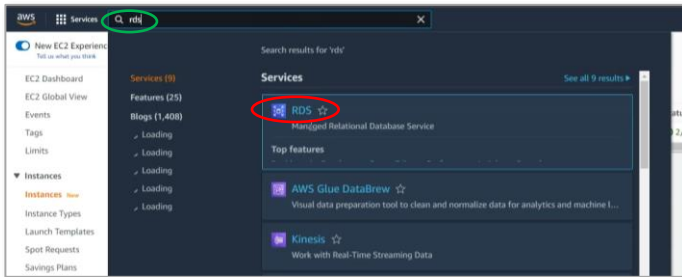 aws Services rds X
New EC2 Experienc
Tell us what you think
EC2 Dashboard
EC2 Global View
Events
Tags
Limits
Instances
Instances New
Instance Types
Launch Templates
Spot Requests
Savings Plans
Search results for 'rds'
Services (9)
Features (25)
Blogs (1,408)
Loading
Loading
Loading
Loading
Loading
Services See all 9 results
RDS
Managed Relational Database Service
Top features
AWS Glue DataBrew
Visual data preparation tool to clean and normalize data for analytics and machine l...
Kinesis
Work with Real-Time Streaming Data
atu
2/